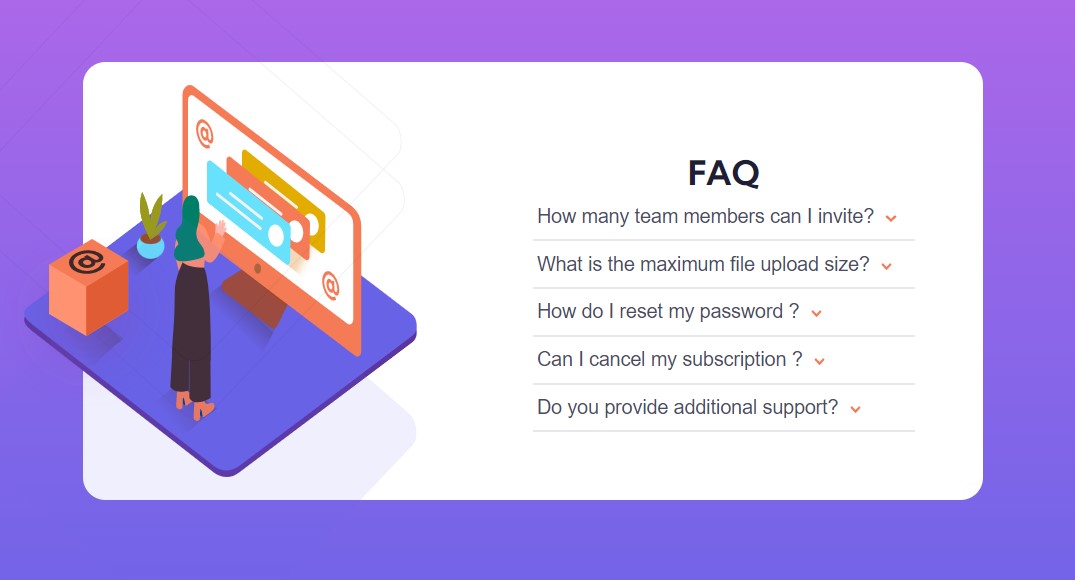 @
@
@
FAQ
How many team members can I invite?
What is the maximum file upload size?
How do I reset my password ?
Can I cancel my subscription ?
Do you provide additional support?